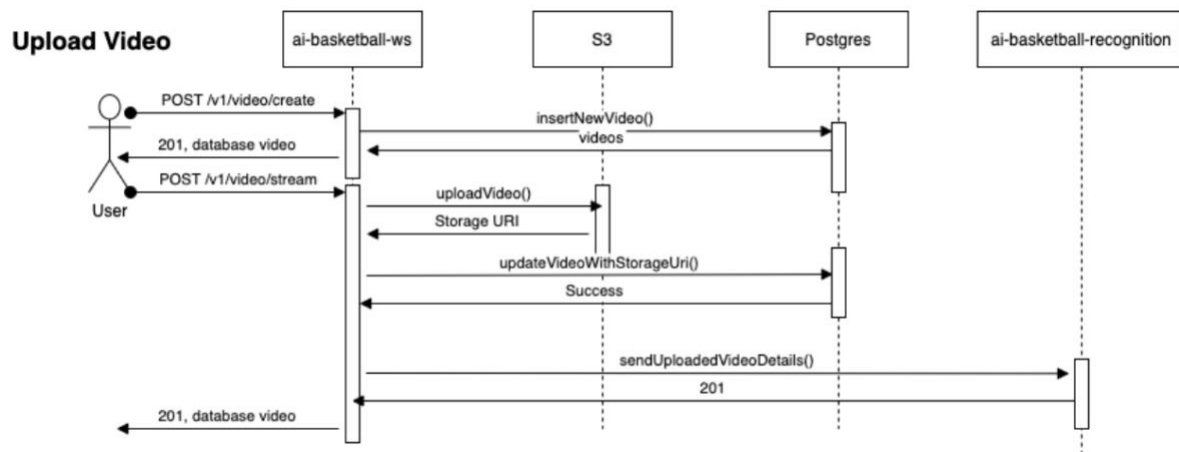 Upload Video
ai-basketball-ws
S3
Postgres
ai-basketball-recognition
POST /v1/video/create
insertNewVideo()
videos
201, database video
POST /v1/video/stream
User
uploadVideo()
Storage URI
updateVideoWithStorageUri()
Success
sendUploadedVideoDetails()
201
201, database video